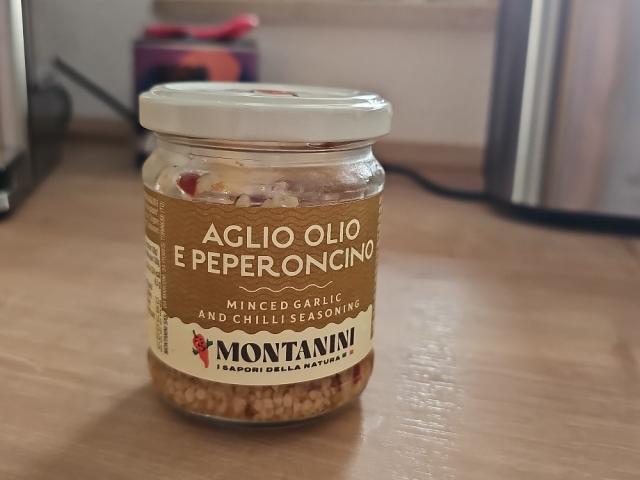 AGLIO OLIO
E PEPERONCINO
MINCED GARLIC
AND CHILLI SEASONING
MONTANINI
I SAPORI DELLA NATURA